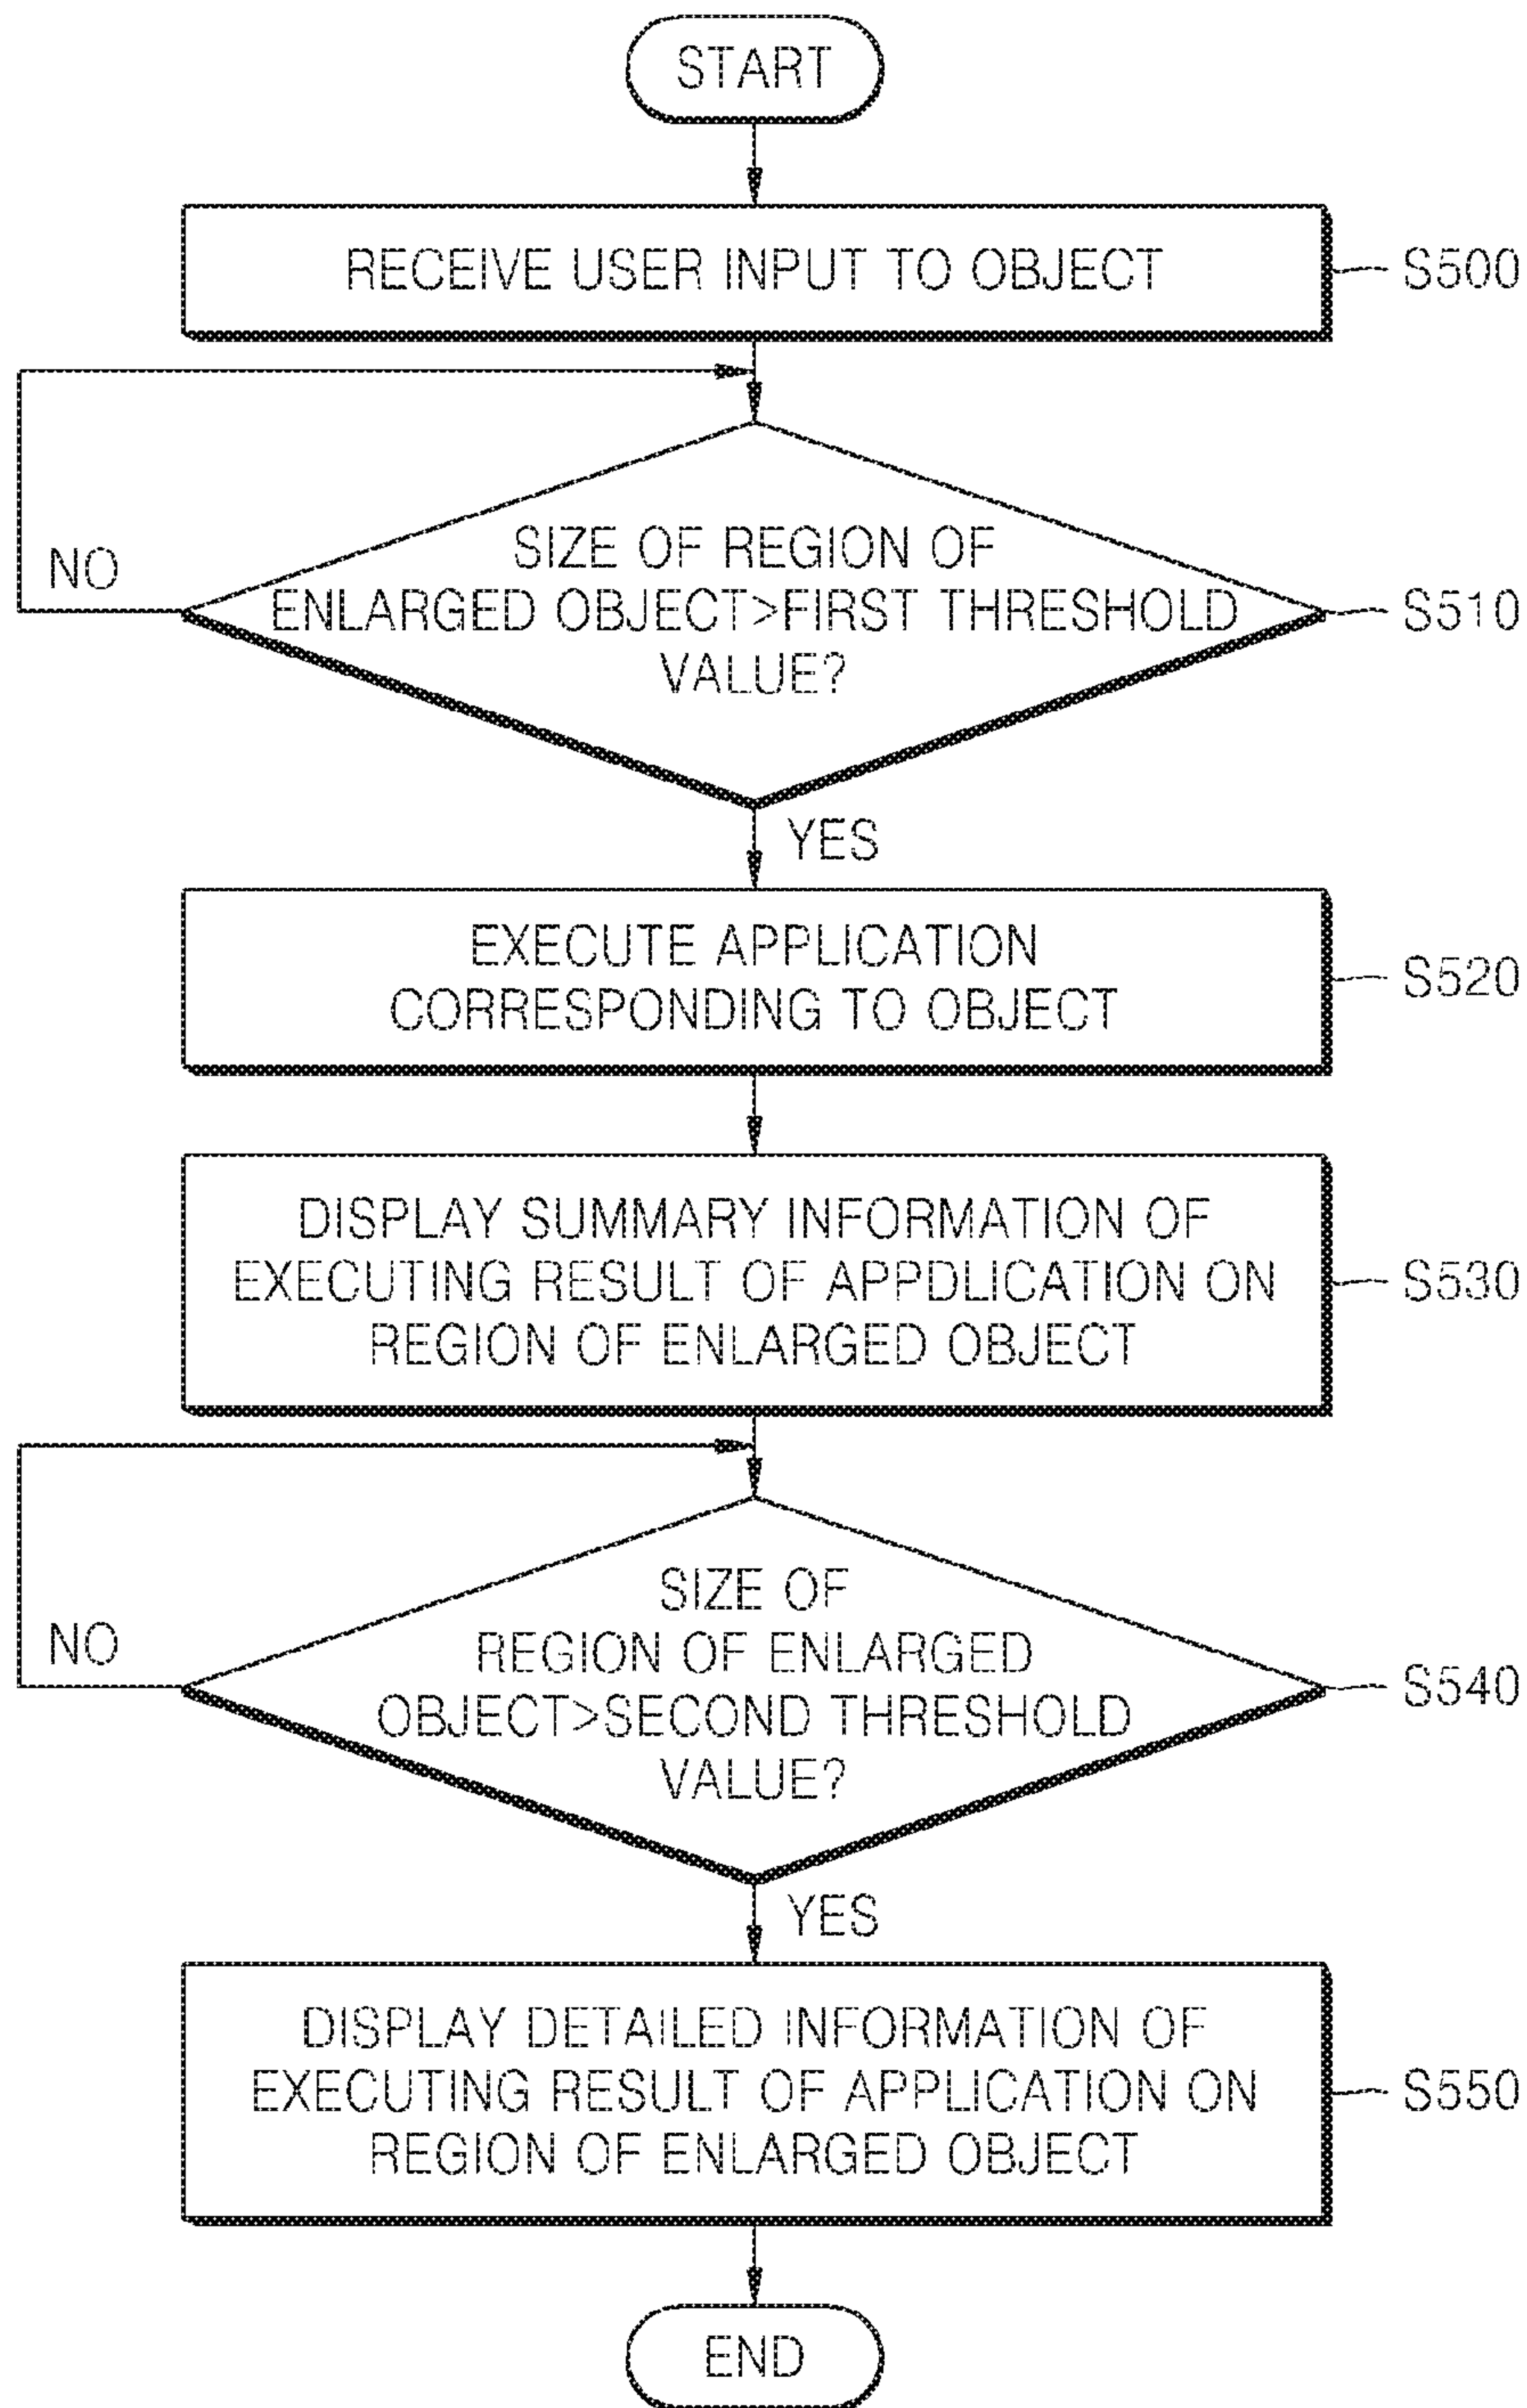 START
RECEIVE USER INPUT TO OBJECT
S500
SIZE OF REGION OF
ENLARGED OBJECT>FIRST THRESHOLD
VALUE?
S510
NO
YES
EXECUTE APPLICATION
CORRESPONDING TO OBJECT
S520
DISPLAY SUMMARY INFORMATION OF
EXECUTING RESULT OF APPDLICATION ON
REGION OF ENLARGED OBJECT
S530
SIZE OF
REGION OF ENLARGED
OBJECT>SECOND THRESHOLD
VALUE?
S540
NO
YES
DISPLAY DETAILED INFORMATION OF
EXECUTING RESULT OF APPLICATION ON
REGION OF ENLARGED OBJECT
S550
END